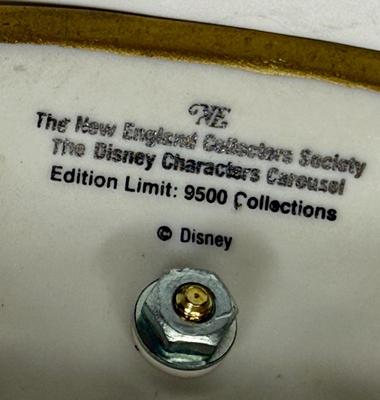 NE
The New England Collectors Society
The Disney Characters Carousel
Edition Limit: 9500 Collections
© Disney